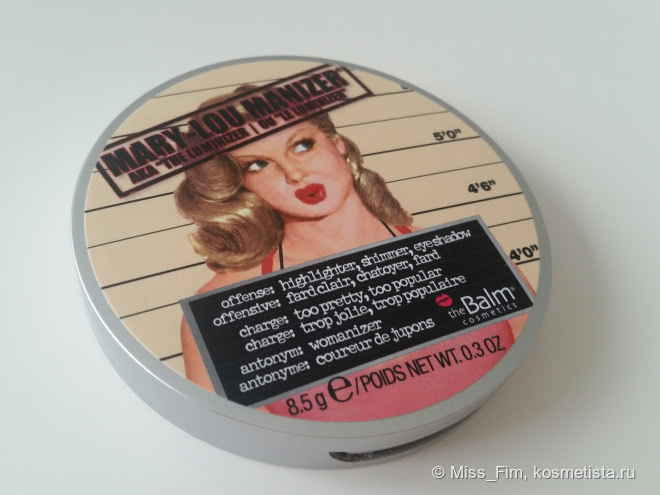 MARY-LOU MANIZER®
AKA "THE LUMINIZER | OU "LE LUMINIZER"
5'0"
4'6"
4'0"
offense: highlighter, shimmer, eyeshadow
offensive: fard clair, chatoyer, fard
charge: too pretty, too popular
charge: trop jolie, trop populaire
antonym: womanizer
antonyme: coureur de jupons
theBalm®
cosmetics
8.5 g ℮/POIDS NET WT. 0.3 OZ
© Miss_Fim, kosmetista.ru